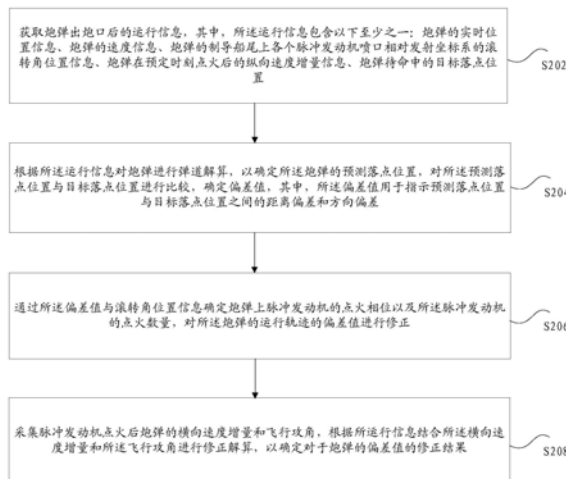 获取炮弹出炮口后的运行信息，其中，所述运行信息包含以下至少之一：炮弹的实时位
置信息、炮弹的速度信息、炮弹的制导船尾上各个脉冲发动机喷口相对发射坐标系的滚
转角位置信息、炮弹在预定时刻点火后的纵向速度增量信息、炮弹待命中的目标落点位
置
S202
根据所述运行信息对炮弹进行弹道解算，以确定所述炮弹的预测落点位置，对所述预测落
点位置与目标落点位置进行比较，确定偏差值，其中，所述偏差值用于指示预测落点位置
与目标落点位置之间的距离偏差和方向偏差
S204
通过所述偏差值与滚转角位置信息确定炮弹上脉冲发动机的点火相位以及所述脉冲发动机
的点火数量，对所述炮弹的运行轨迹的偏差值进行修正
S206
采集脉冲发动机点火后炮弹的横向速度增量和飞行攻角，根据所运行信息结合所述横向速
度增量和所述飞行攻角进行修正解算，以确定对于炮弹的偏差值的修正结果
S208